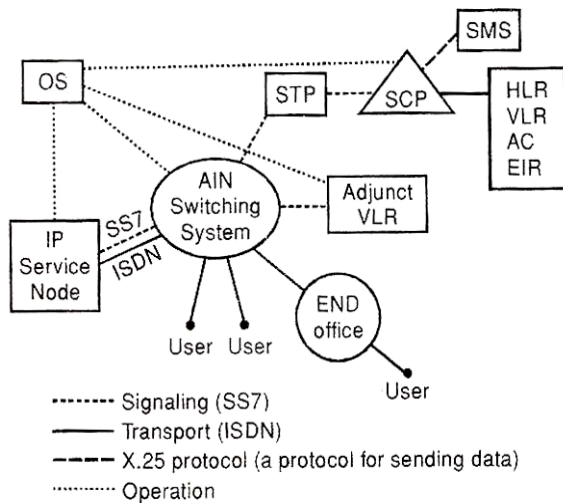 SMS
OS
STP
SCP
HLR
VLR
AC
EIR
AIN
Switching
System
Adjunct
VLR
SS7
ISDN
IP
Service
Node
END
office
User
User
User
Signaling (SS7)
Transport (ISDN)
X.25 protocol (a protocol for sending data)
Operation